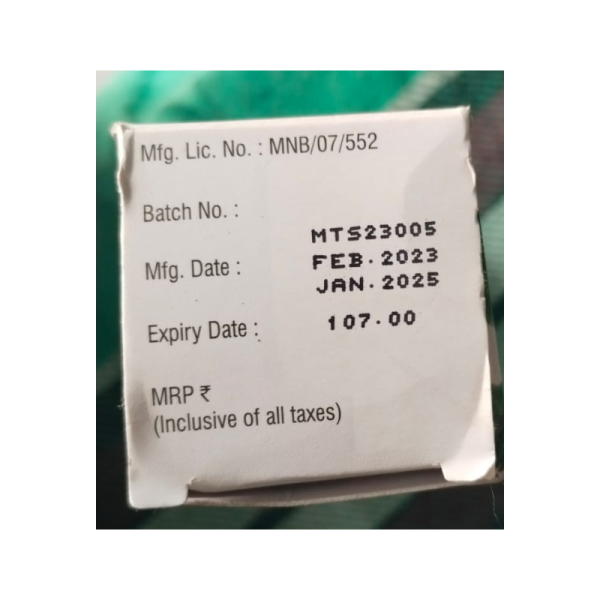 Mfg. Lic. No. : MNB/07/552
Batch No. :
MTS23005
Mfg. Date :
FEB. 2023
JAN. 2025
Expiry Date :
107.00
MRP ₹
(Inclusive of all taxes)